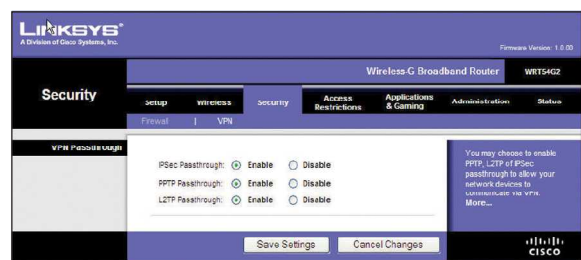 LINKSYS®
A Division of Cisco Systems, Inc.
Firmware Version: 1.0.00
Wireless-G Broadband Router WRT54G2
Security
Setup Wireless Security Access Restrictions Applications & Gaming Administration Status
Firewall | VPN
VPN Passthrough
IPSec Passthrough: Enable Disable
PPTP Passthrough: Enable Disable
L2TP Passthrough: Enable Disable
You may choose to enable
PPTP, L2TP of IPSec
passthrough to allow your
network devices to
communicate via VPN.
More...
Save Settings Cancel Changes
CISCO